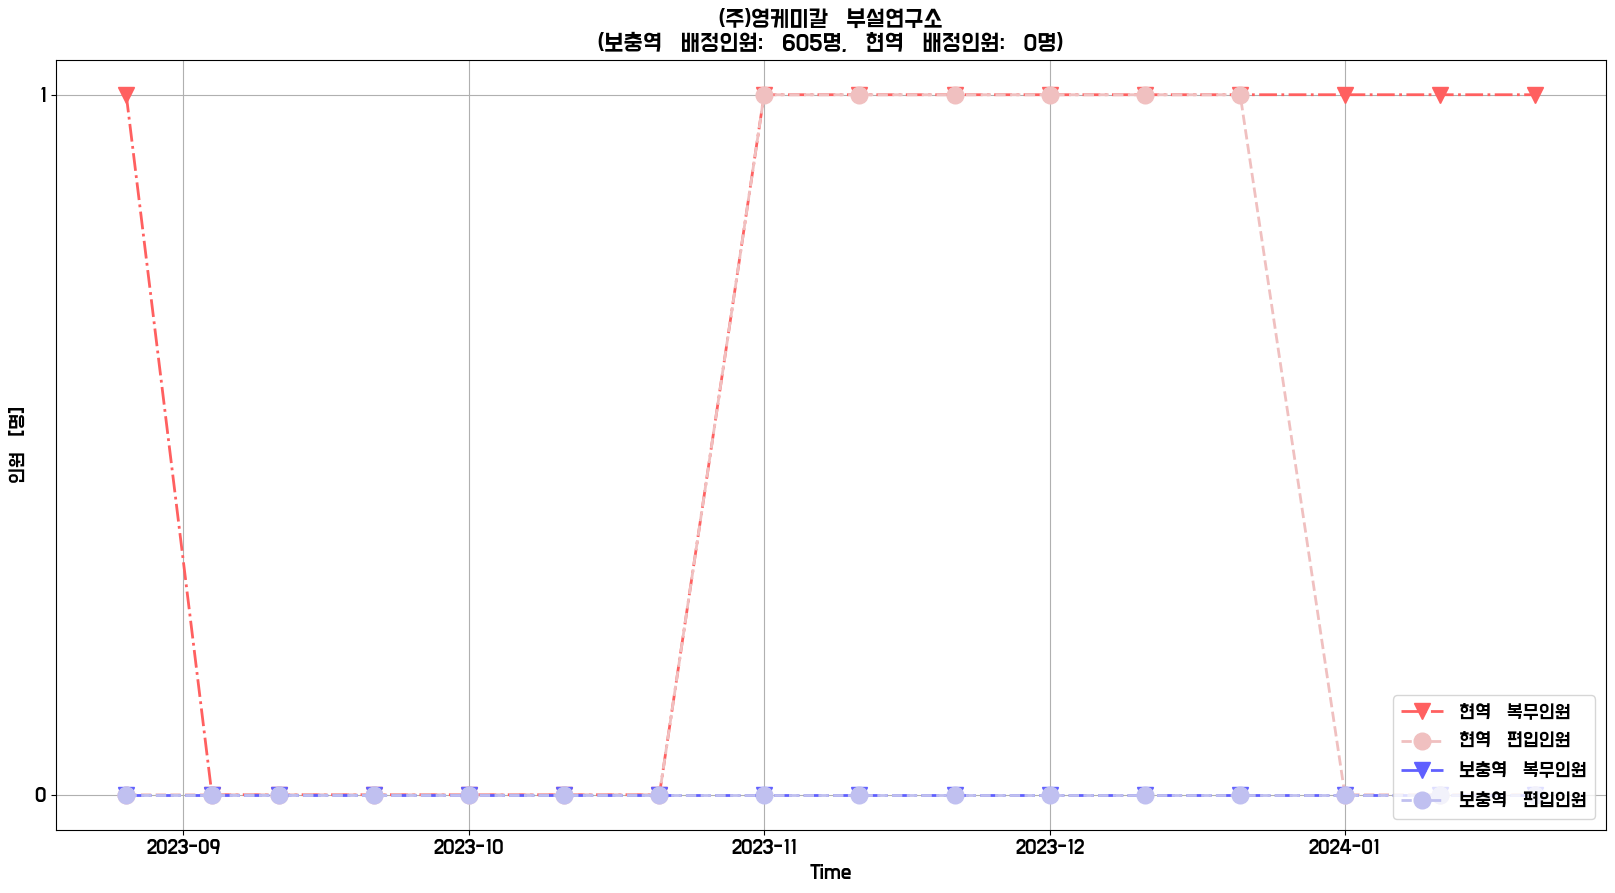 (주)영케미칼 부설연구소
(보충역 배정인원: 605명, 현역 배정인원: 0명)
1
0
인원 [명]
현역 복무인원
현역 편입인원
보충역 복무인원
보충역 편입인원
2023-09 2023-10 2023-11 2023-12 2024-01
Time